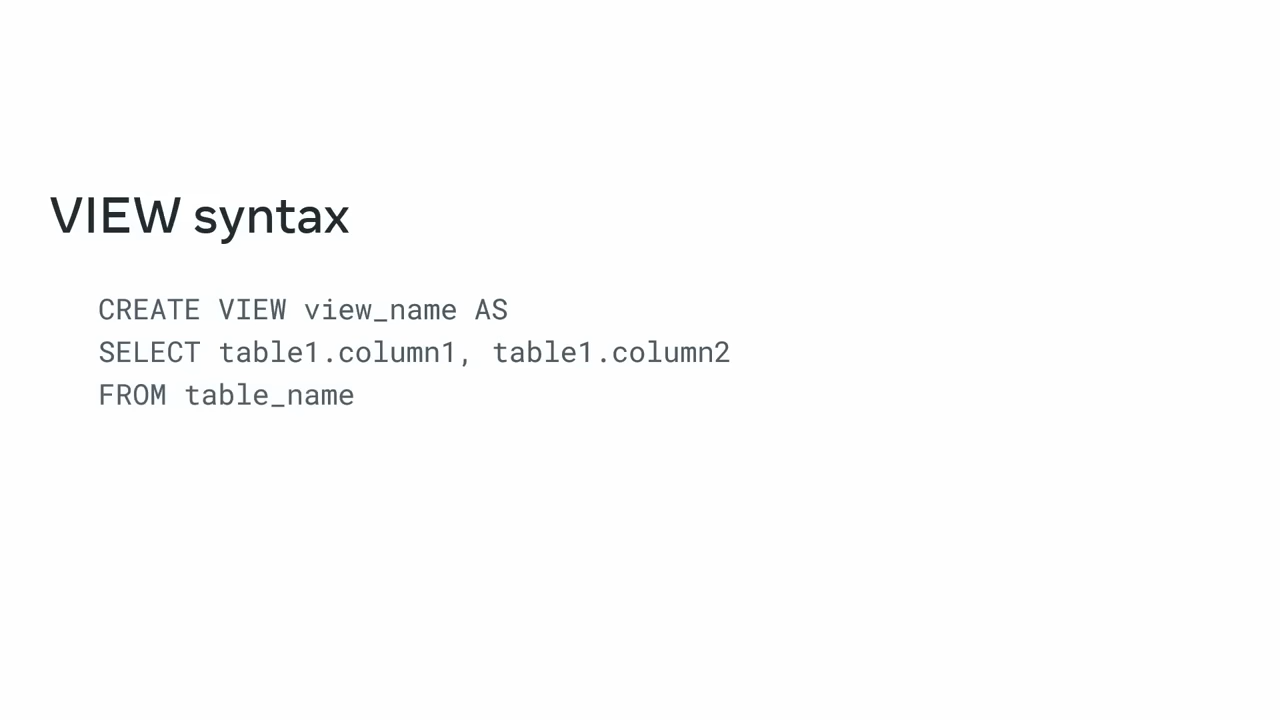 VIEW syntax
CREATE VIEW view_name AS
SELECT table1.column1, table1.column2
FROM table_name